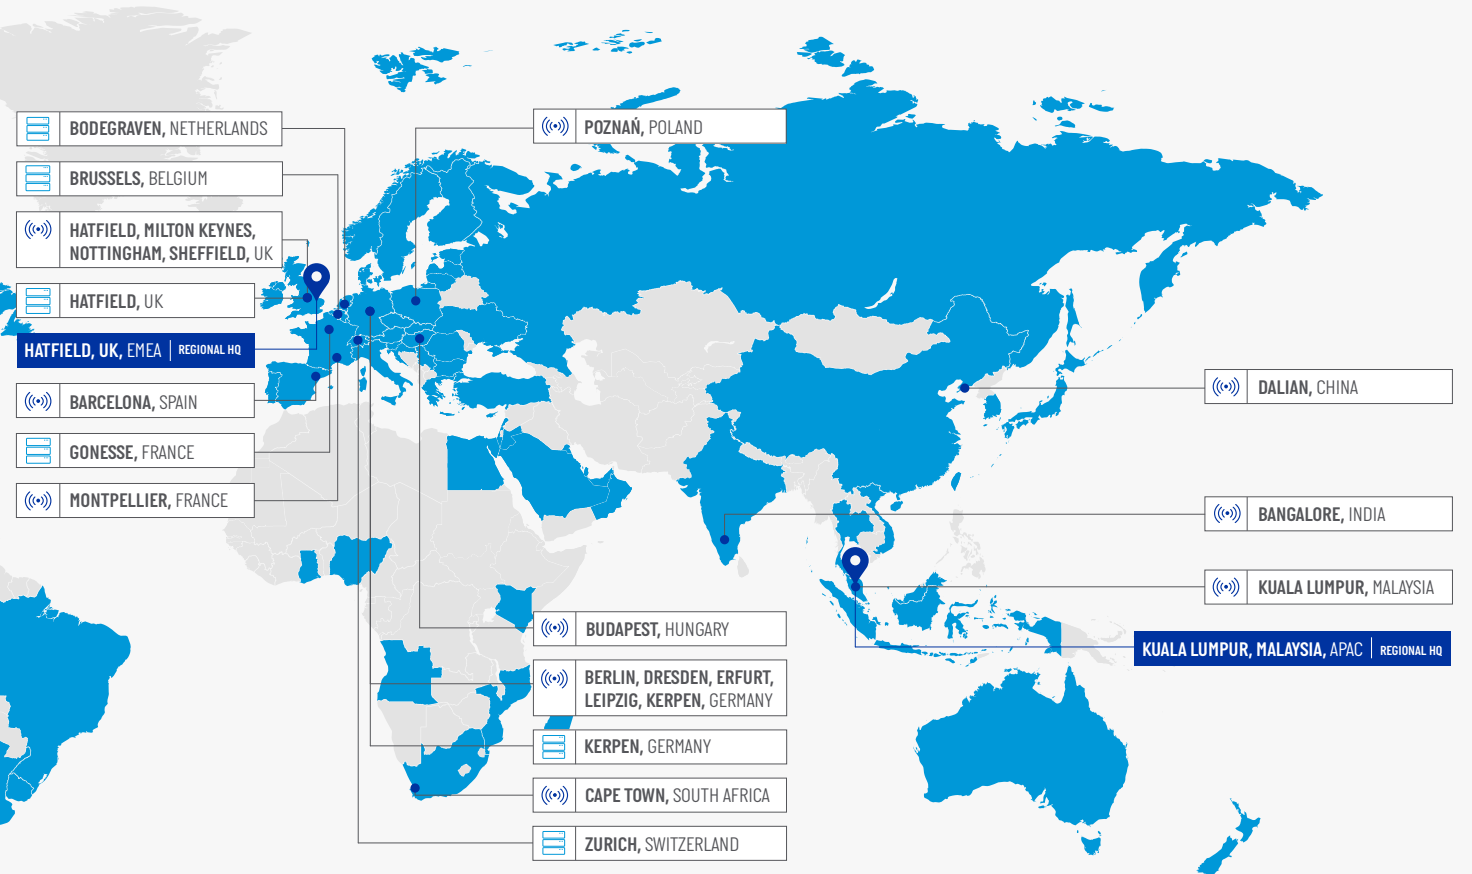 BODEGRAVEN, NETHERLANDS
BRUSSELS, BELGIUM
HATFIELD, MILTON KEYNES,
NOTTINGHAM, SHEFFIELD, UK
HATFIELD, UK
HATFIELD, UK, EMEA | REGIONAL HQ
BARCELONA, SPAIN
GONESSE, FRANCE
MONTPELLIER, FRANCE
POZNAŃ, POLAND
BUDAPEST, HUNGARY
BERLIN, DRESDEN, ERFURT,
LEIPZIG, KERPEN, GERMANY
KERPEN, GERMANY
CAPE TOWN, SOUTH AFRICA
ZURICH, SWITZERLAND
DALIAN, CHINA
BANGALORE, INDIA
KUALA LUMPUR, MALAYSIA
KUALA LUMPUR, MALAYSIA, APAC | REGIONAL HQ